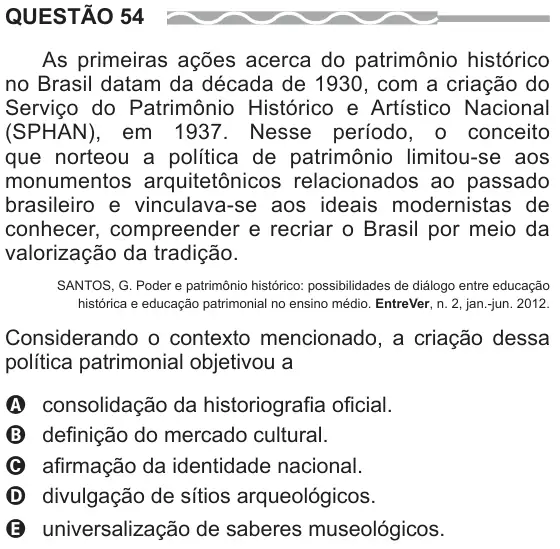 QUESTÃO 54
As primeiras ações acerca do patrimônio histórico
no Brasil datam da década de 1930, com a criação do
Serviço do Patrimônio Histórico e Artístico Nacional
(SPHAN), em 1937. Nesse período, o conceito
que norteou a política de patrimônio limitou-se aos
monumentos arquitetônicos relacionados ao passado
brasileiro e vinculava-se aos ideais modernistas de
conhecer, compreender e recriar o Brasil por meio da
valorização da tradição.
SANTOS, G. Poder e patrimônio histórico: possibilidades de diálogo entre educação
histórica e educação patrimonial no ensino médio. EntreVer, n. 2, jan.-jun. 2012.
Considerando o contexto mencionado, a criação dessa
política patrimonial objetivou a
A consolidação da historiografia oficial.
B definição do mercado cultural.
C afirmação da identidade nacional.
D divulgação de sítios arqueológicos.
E universalização de saberes museológicos.